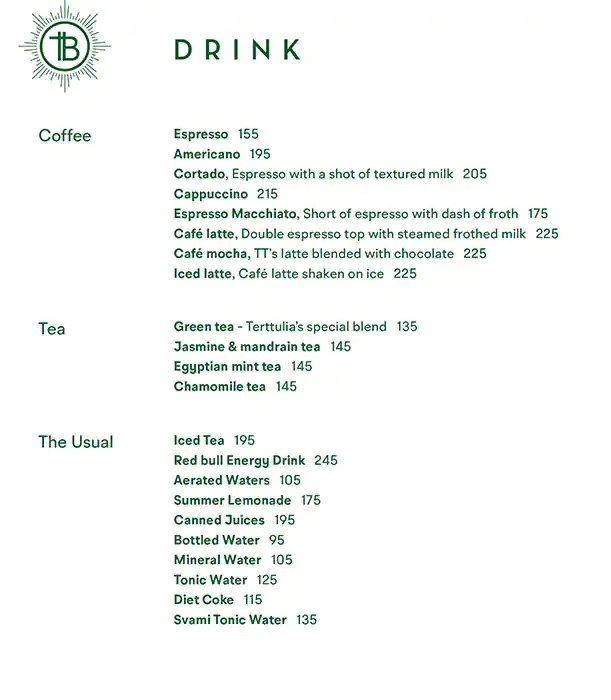 TB
DRINK
Coffee
Espresso 155
Americano 195
Cortado, Espresso with a shot of textured milk 205
Cappuccino 215
Espresso Macchiato, Short of espresso with dash of froth 175
Café latte, Double espresso top with steamed frothed milk 225
Café mocha, TT's latte blended with chocolate 225
Iced latte, Café latte shaken on ice 225
Tea
Green tea - Terttulia's special blend 135
Jasmine & mandrain tea 145
Egyptian mint tea 145
Chamomile tea 145
The Usual
Iced Tea 195
Red bull Energy Drink 245
Aerated Waters 105
Summer Lemonade 175
Canned Juices 195
Bottled Water 95
Mineral Water 105
Tonic Water 125
Diet Coke 115
Svami Tonic Water 135